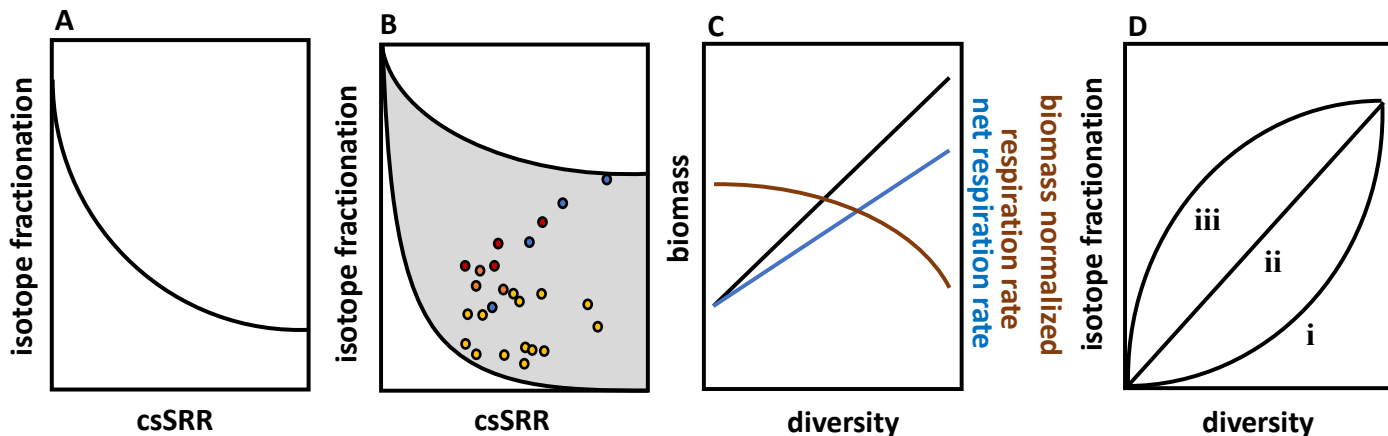 A
isotope fractionation
csSRR
B
isotope fractionation
csSRR
C
biomass
net respiration rate
biomass normalized
respiration rate
diversity
D
isotope fractionation
iii
ii
i
diversity